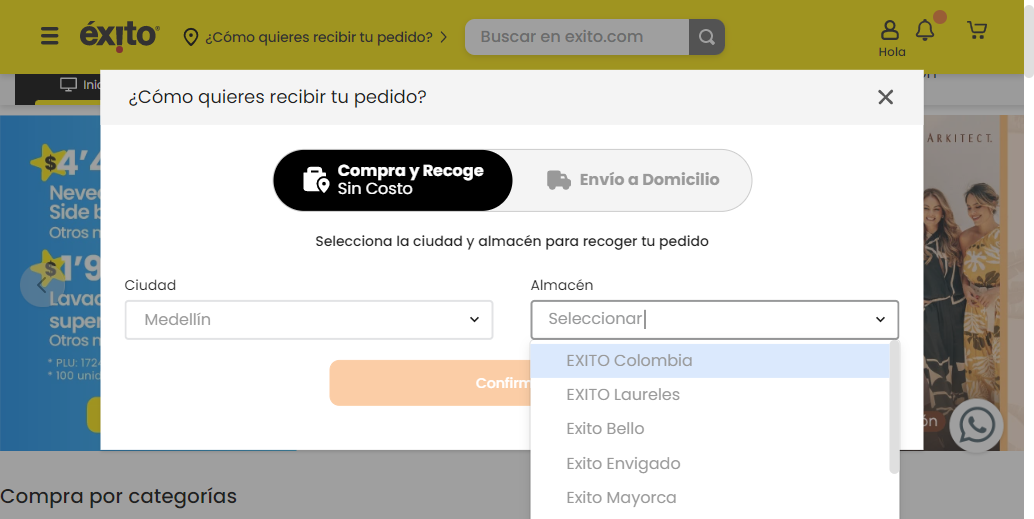 éxito
¿Cómo quieres recibir tu pedido?
Buscar en exito.com
Hola
¿Cómo quieres recibir tu pedido?
ARKITECT.
$4'4
Neve
Side b
Otros m
$1'9
Lavad
super
Otros m
* PLU: 1724
* 100 unid
Compra y Recoge
Sin Costo
Envío a Domicilio
Selecciona la ciudad y almacén para recoger tu pedido
Ciudad
Almacén
Medellín
Seleccionar
Confirm
EXITO Colombia
EXITO Laureles
Exito Bello
Exito Envigado
Exito Mayorca
Compra por categorías